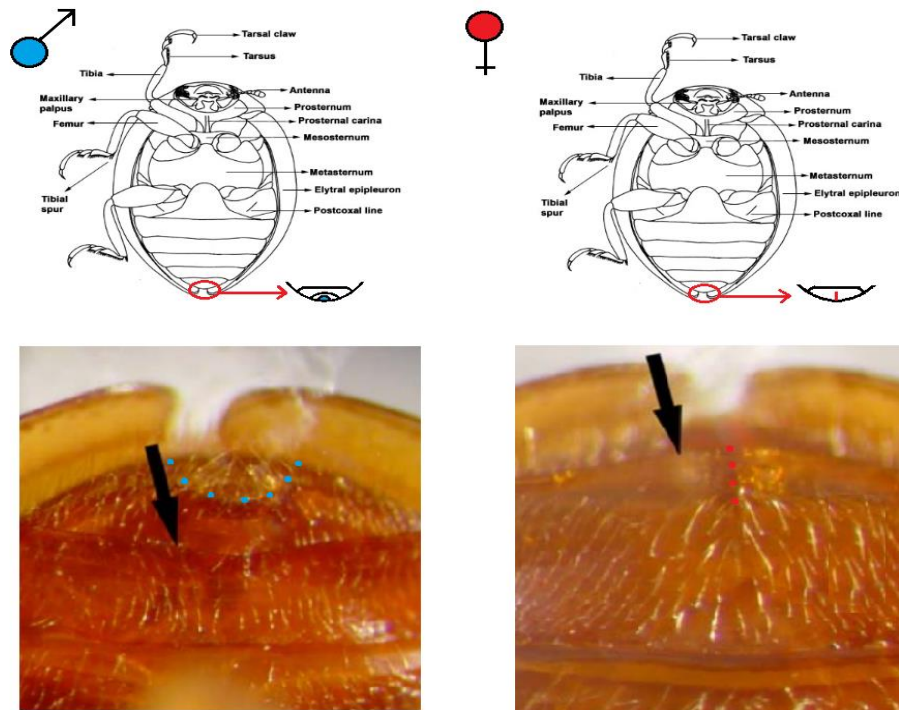 Tarsal claw
Tarsus
Tibia
Antenna
Maxillary
palpus
Prosternum
Prosternal carina
Femur
Mesosternum
Metasternum
Elytral epipleuron
Tibial
spur
Postcoxal line
Tarsal claw
Tarsus
Tibia
Antenna
Maxillary
palpus
Prosternum
Prosternal carina
Femur
Mesosternum
Metasternum
Elytral epipleuron
Tibial
spur
Postcoxal line